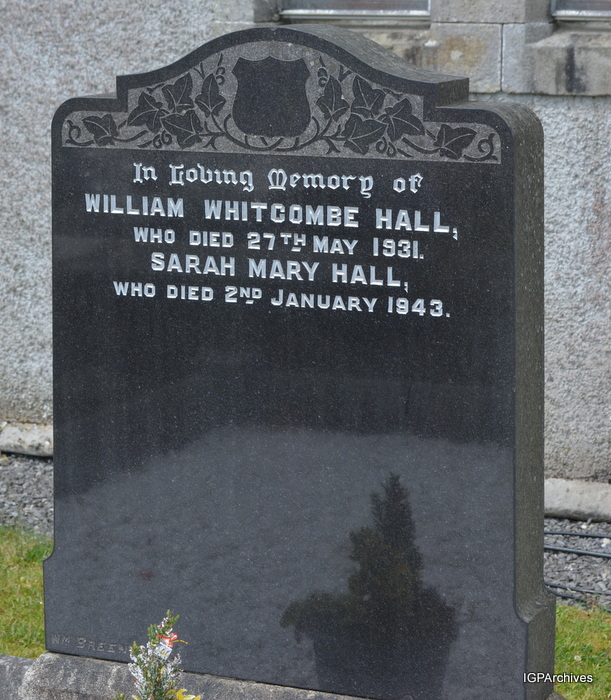 In Loving Memory of
WILLIAM WHITCOMBE HALL,
WHO DIED 27TH MAY 1931.
SARAH MARY HALL,
WHO DIED 2ND JANUARY 1943.
WM
IGPArchives